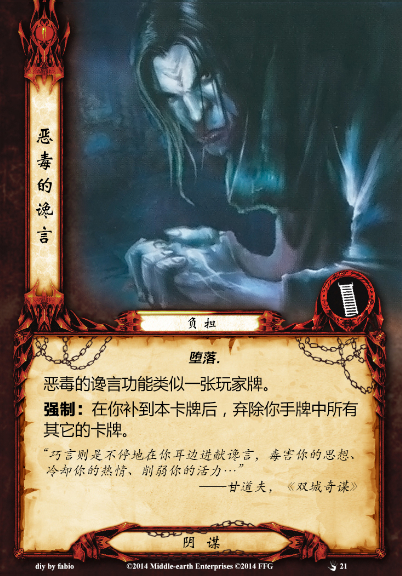 恶毒的谗言
负担
堕落.
恶毒的谗言功能类似一张玩家牌。
强制：在你补到本卡牌后，弃除你手牌中所有
其它的卡牌。
“巧言则是不停地在你耳边进献谗言，毒害你的思想、
冷却你的热情、削弱你的活力…”
——甘道夫，《双城奇谋》
阴谋
diy by fabio
©2014 Middle-earth Enterprises ©2014 FFG
21